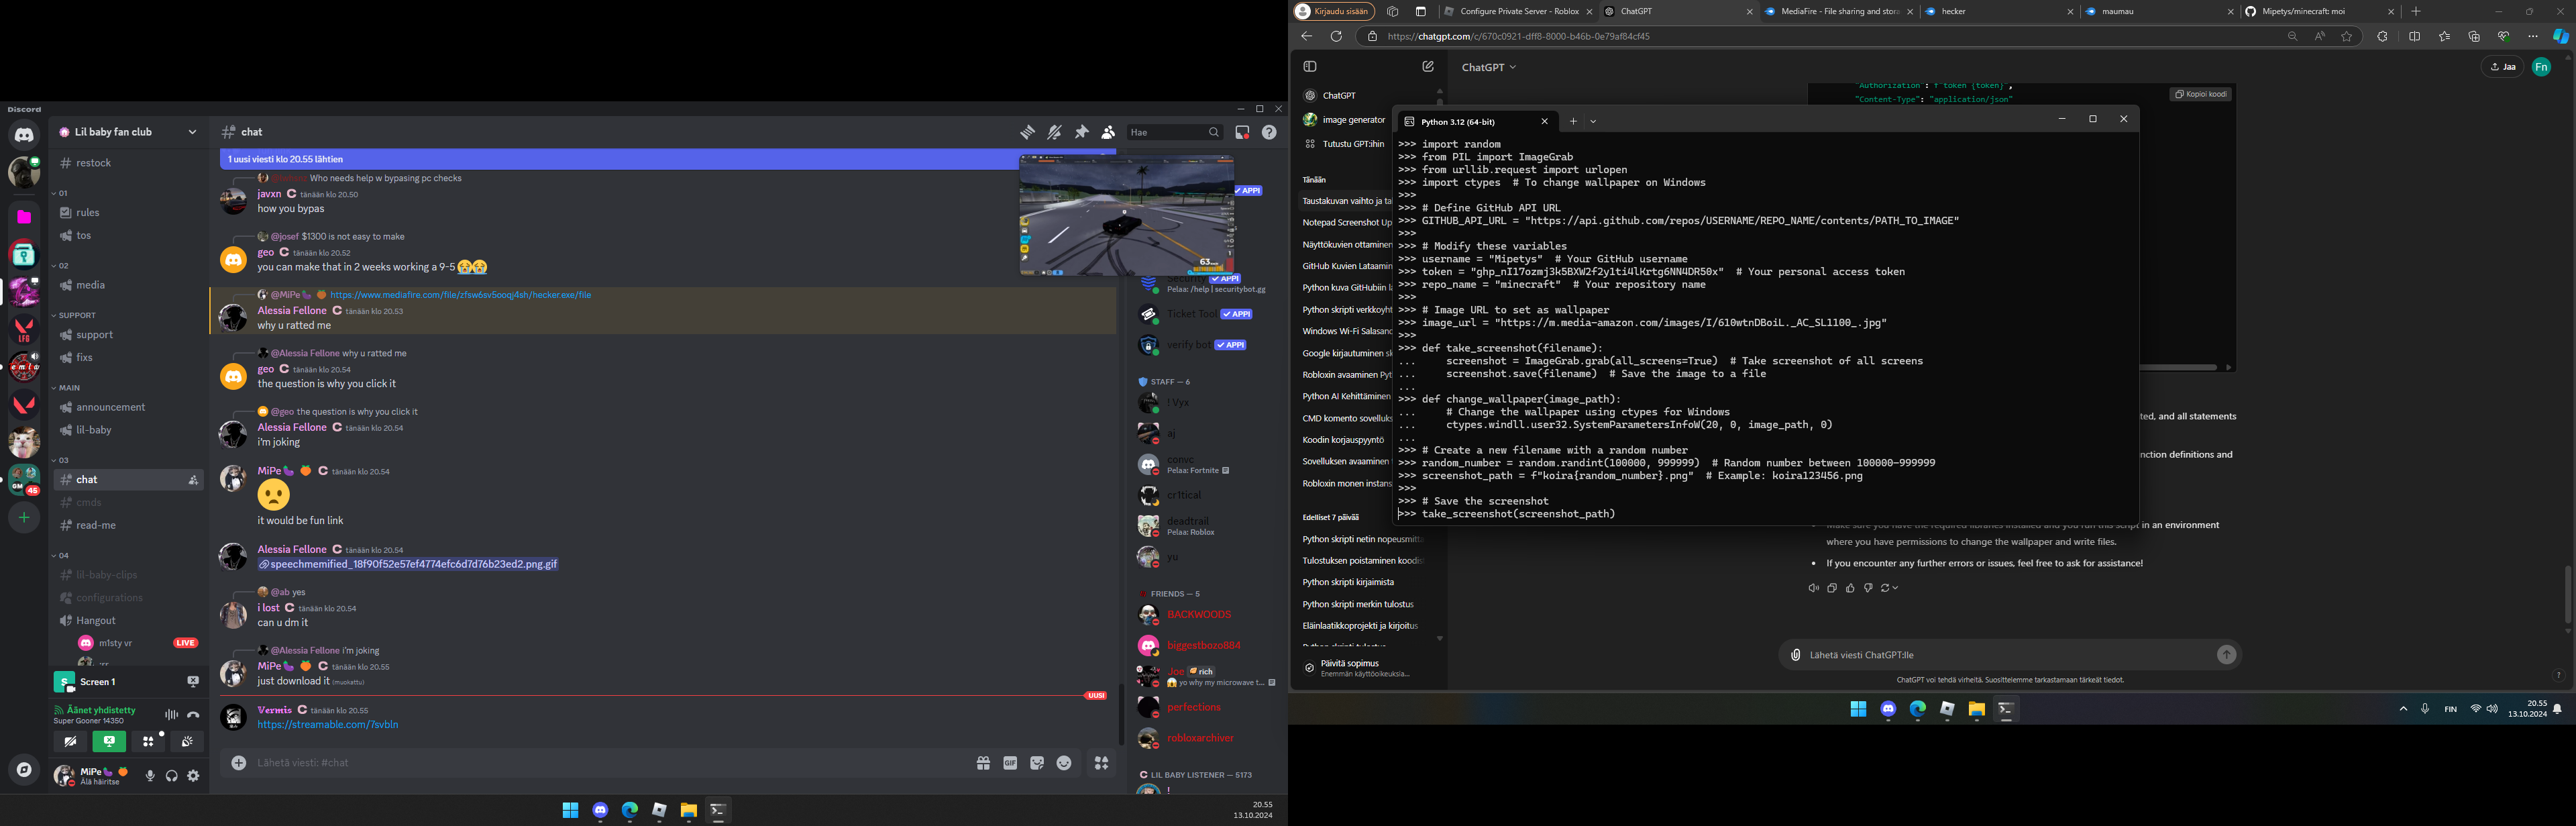 Discord
Lil baby fan club
restock
01
rules
tos
02
media
SUPPORT
support
fixs
MAIN
announcement
lil-baby
03
chat
cmds
read-me
04
lil-baby-clips
configurations
Hangout
m1sty vr LIVE
Screen 1
Äänet yhdistetty
Super Gooner 14350
MiPe🍆 🍑
Älä häiritse
45
chat
Hae
1 uusi viesti klo 20.55 lähtien
Who needs help w bypasing pc checks
javxn tänään klo 20.50
how you bypas
@josef $1300 is not easy to make
geo tänään klo 20.52
you can make that in 2 weeks working a 9-5 😭😭
@MiPe🍆 🍑 https://www.mediafire.com/file/zfsw6sv5ooqj4sh/hecker.exe/file
Alessia Fellone tänään klo 20.53
why u ratted me
@Alessia Fellone why u ratted me
geo tänään klo 20.54
the question is why you click it
@geo the question is why you click it
Alessia Fellone tänään klo 20.54
i'm joking
MiPe🍆 🍑 tänään klo 20.54
it would be fun link
Alessia Fellone tänään klo 20.54
speechmemified_18f90f52e57ef4774efc6d7d76b23ed2.png.gif
@ab yes
i lost tänään klo 20.54
can u dm it
@Alessia Fellone i'm joking
MiPe🍆 🍑 tänään klo 20.55
just download it (muokattu)
UUSI
Vermis tänään klo 20.55
https://streamable.com/7svbln
Lähetä viesti: #chat
GIF
63
APPI
Security APPI
Pelaa: /help | securitybot.gg
Ticket Tool APPI
verify bot APPI
STAFF — 6
! Vyx
aj
convc
Pelaa: Fortnite
cr1tical
deadtrail
Pelaa: Roblox
yu
FRIENDS — 5
BACKWOODS
biggestbozo884
Joe rich
yo why my microwave t...
perfections
robloxarchiver
LIL BABY LISTENER — 5173
!
20.55
13.10.2024
Kirjaudu sisään
Configure Private Server - Roblox
ChatGPT
MediaFire - File sharing and stora
hecker
maumau
Mipetys/minecraft: moi
https://chatgpt.com/c/670c0921-dff8-8000-b46b-0e79af84cf45
ChatGPT
Jaa
Fn
ChatGPT
image generator
Tutustu GPT:ihin
Tänään
Taustakuvan vaihto ja ta
Notepad Screenshot Up
Näyttökuvien ottaminen
GitHub Kuvien Lataamin
Python kuva GitHubiin l
Python skripti verkkoyht
Windows Wi-Fi Salasan
Google kirjautuminen sk
Robloxin avaaminen Pyt
Python AI Kehittäminen
CMD komento sovelluks
Koodin korjauspyyntö
Sovelluksen avaaminen
Robloxin monen instans
Edelliset 7 päivää
Python skripti netin nopeusmitta
Tulostuksen poistaminen koodis
Python skripti kirjaimista
Python skripti merkin tulostus
Eläinlaatikkoprojekti ja kirjoitus
Päivitä sopimus
Enemmän käyttöoikeuksia...
"Authorization": f"token {token}",
"Content-Type": "application/json"
Kopioi koodi
Python 3.12 (64-bit)
>>> import random
>>> from PIL import ImageGrab
>>> from urllib.request import urlopen
>>> import ctypes  # To change wallpaper on Windows
>>>
>>> # Define GitHub API URL
>>> GITHUB_API_URL = "https://api.github.com/repos/USERNAME/REPO_NAME/contents/PATH_TO_IMAGE"
>>>
>>> # Modify these variables
>>> username = "Mipetys"  # Your GitHub username
>>> token =   # Your personal access token
>>> repo_name = "minecraft"  # Your repository name
>>>
>>> # Image URL to set as wallpaper
>>> image_url = "https://m.media-amazon.com/images/I/610wtnDBoiL._AC_SL1100_.jpg"
>>>
>>> def take_screenshot(filename):
...     screenshot = ImageGrab.grab(all_screens=True)  # Take screenshot of all screens
...     screenshot.save(filename)  # Save the image to a file
...
>>> def change_wallpaper(image_path):
...     # Change the wallpaper using ctypes for Windows
...     ctypes.windll.user32.SystemParametersInfoW(20, 0, image_path, 0)
...
>>> # Create a new filename with a random number
>>> random_number = random.randint(100000, 999999)  # Random number between 100000-999999
>>> screenshot_path = f"koira{random_number}.png"  # Example: koira123456.png
>>>
>>> # Save the screenshot
>>> take_screenshot(screenshot_path)
ted, and all statements
nction definitions and
Make sure you have the required libraries installed and you run this script in an environment
where you have permissions to change the wallpaper and write files.
If you encounter any further errors or issues, feel free to ask for assistance!
Lähetä viesti ChatGPT:lle
ChatGPT voi tehdä virheitä. Suosittelemme tarkastamaan tärkeät tiedot.
?
FIN
20.55
13.10.2024